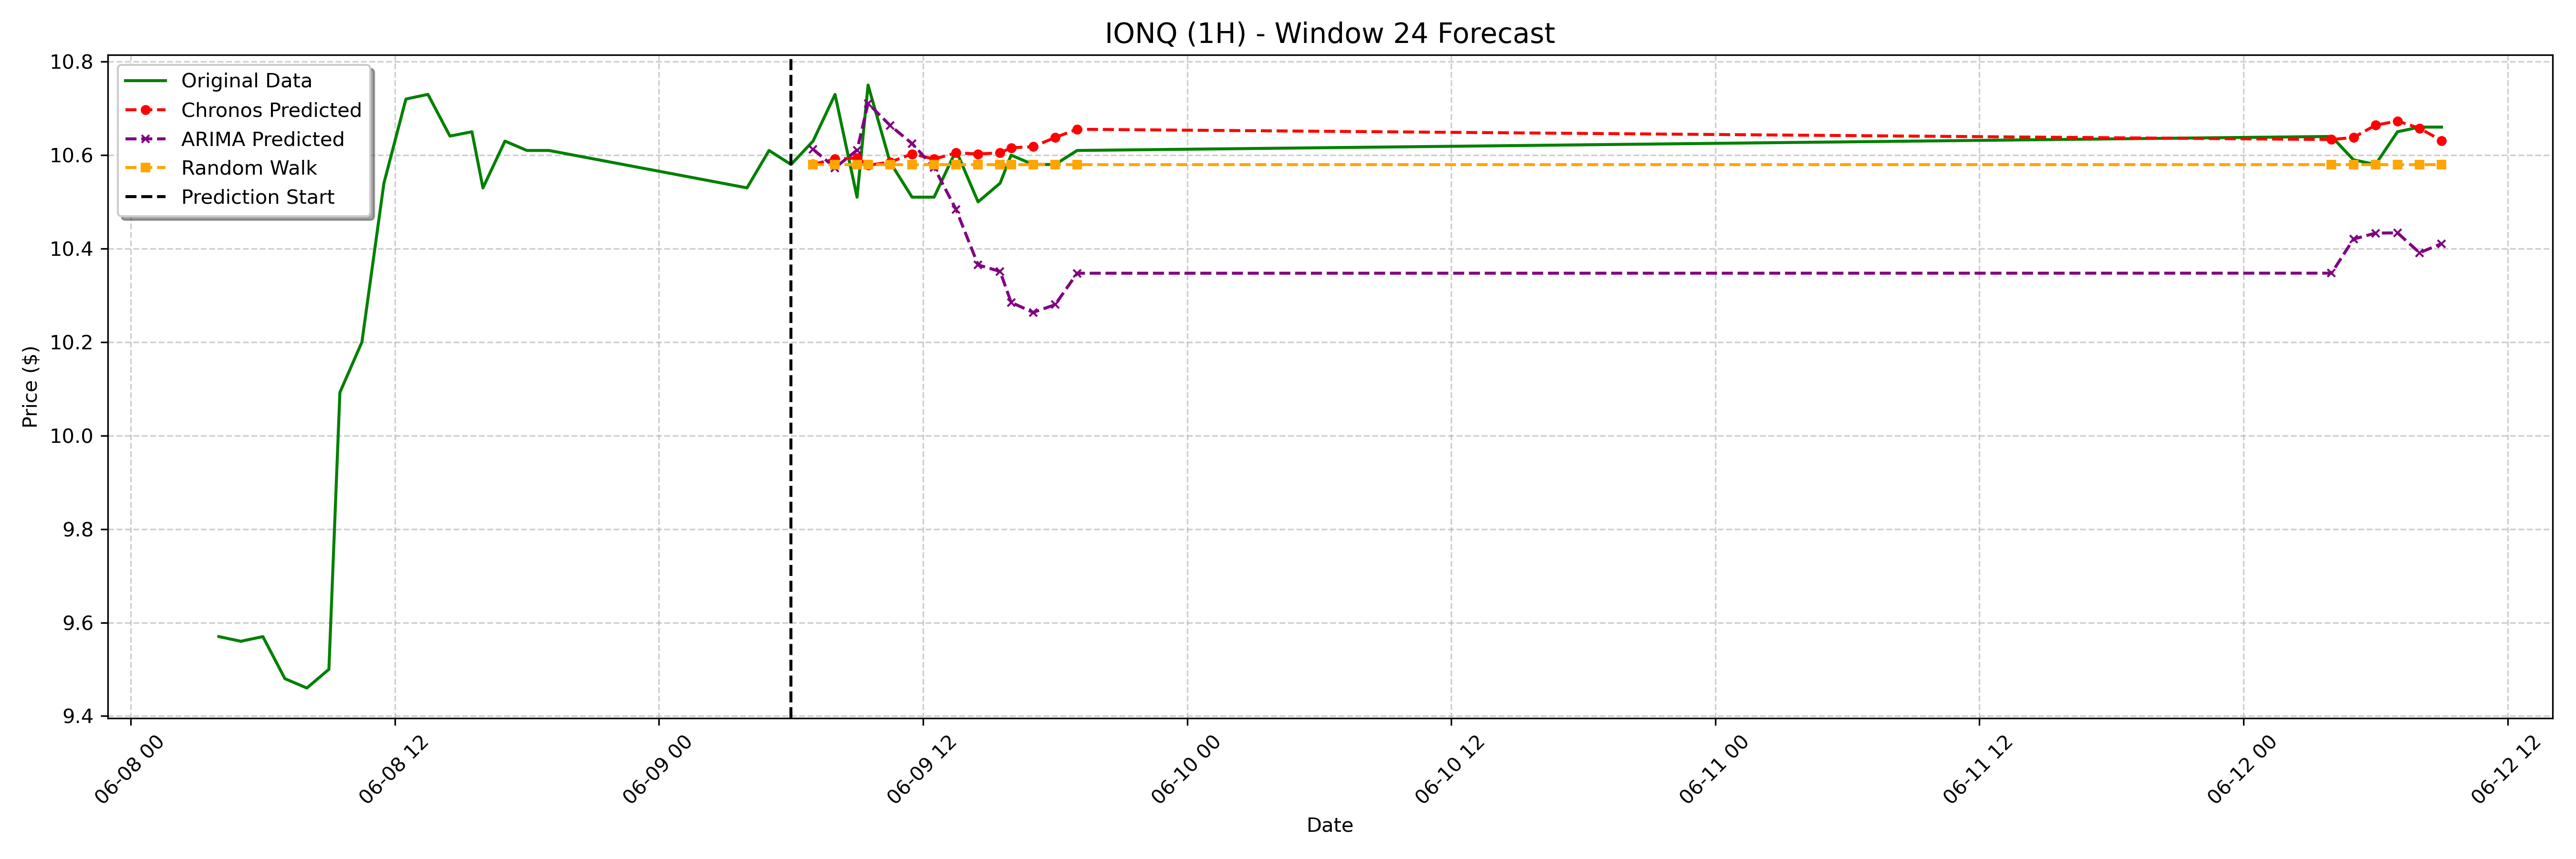 IONQ (1H) - Window 24 Forecast
Original Data
Chronos Predicted
ARIMA Predicted
Random Walk
Prediction Start
Price ($)
10.8
10.6
10.4
10.2
10.0
9.8
9.6
9.4
06-08 00
06-08 12
06-09 00
06-09 12
06-10 00
06-10 12
06-11 00
06-11 12
06-12 00
06-12 12
Date